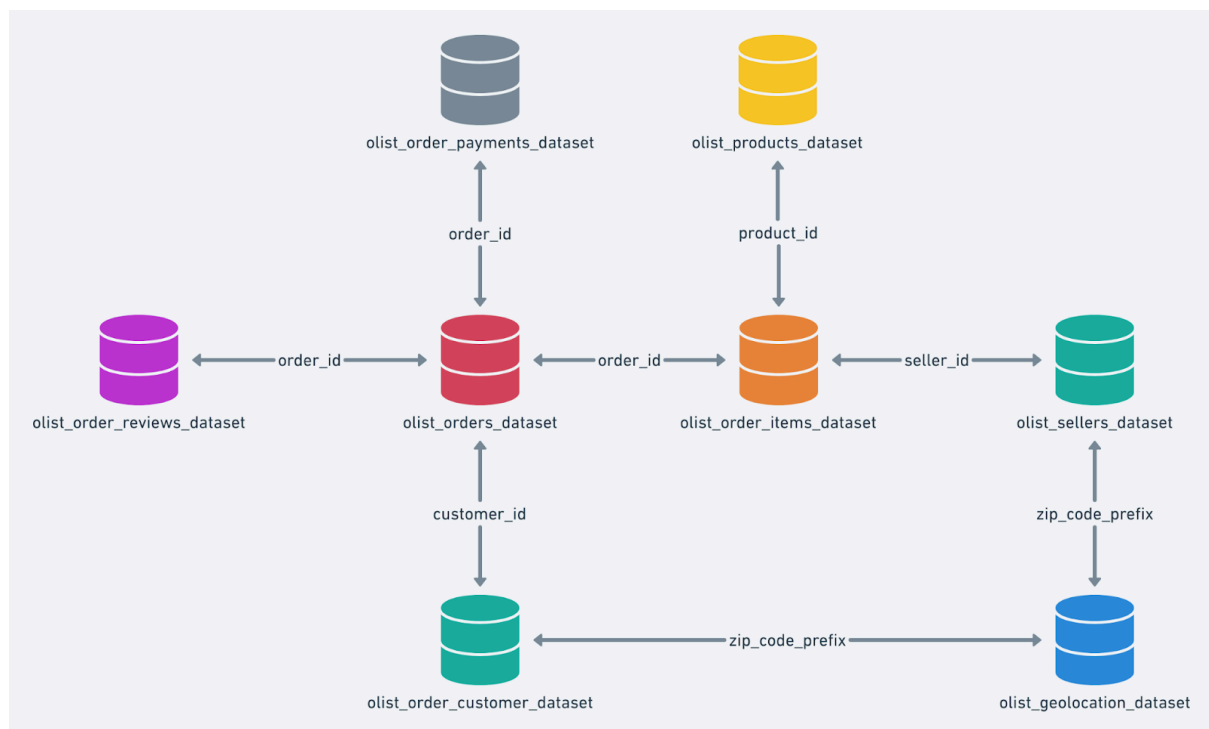 olist_order_payments_dataset
olist_products_dataset
order_id
product_id
order_id
order_id
seller_id
olist_order_reviews_dataset
olist_orders_dataset
olist_order_items_dataset
olist_sellers_dataset
customer_id
zip_code_prefix
zip_code_prefix
olist_order_customer_dataset
olist_geolocation_dataset